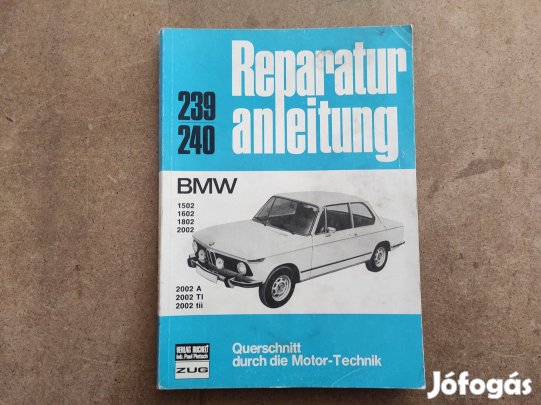 Reparatur
anleitung
239
240
BMW
1502
1602
1802
2002
2002 A
2002 TI
2002 tii
VERLAG BUCHELI
Inh. Paul Pietsch
ZUG
Querschnitt
durch die Motor-Technik
Jófogás